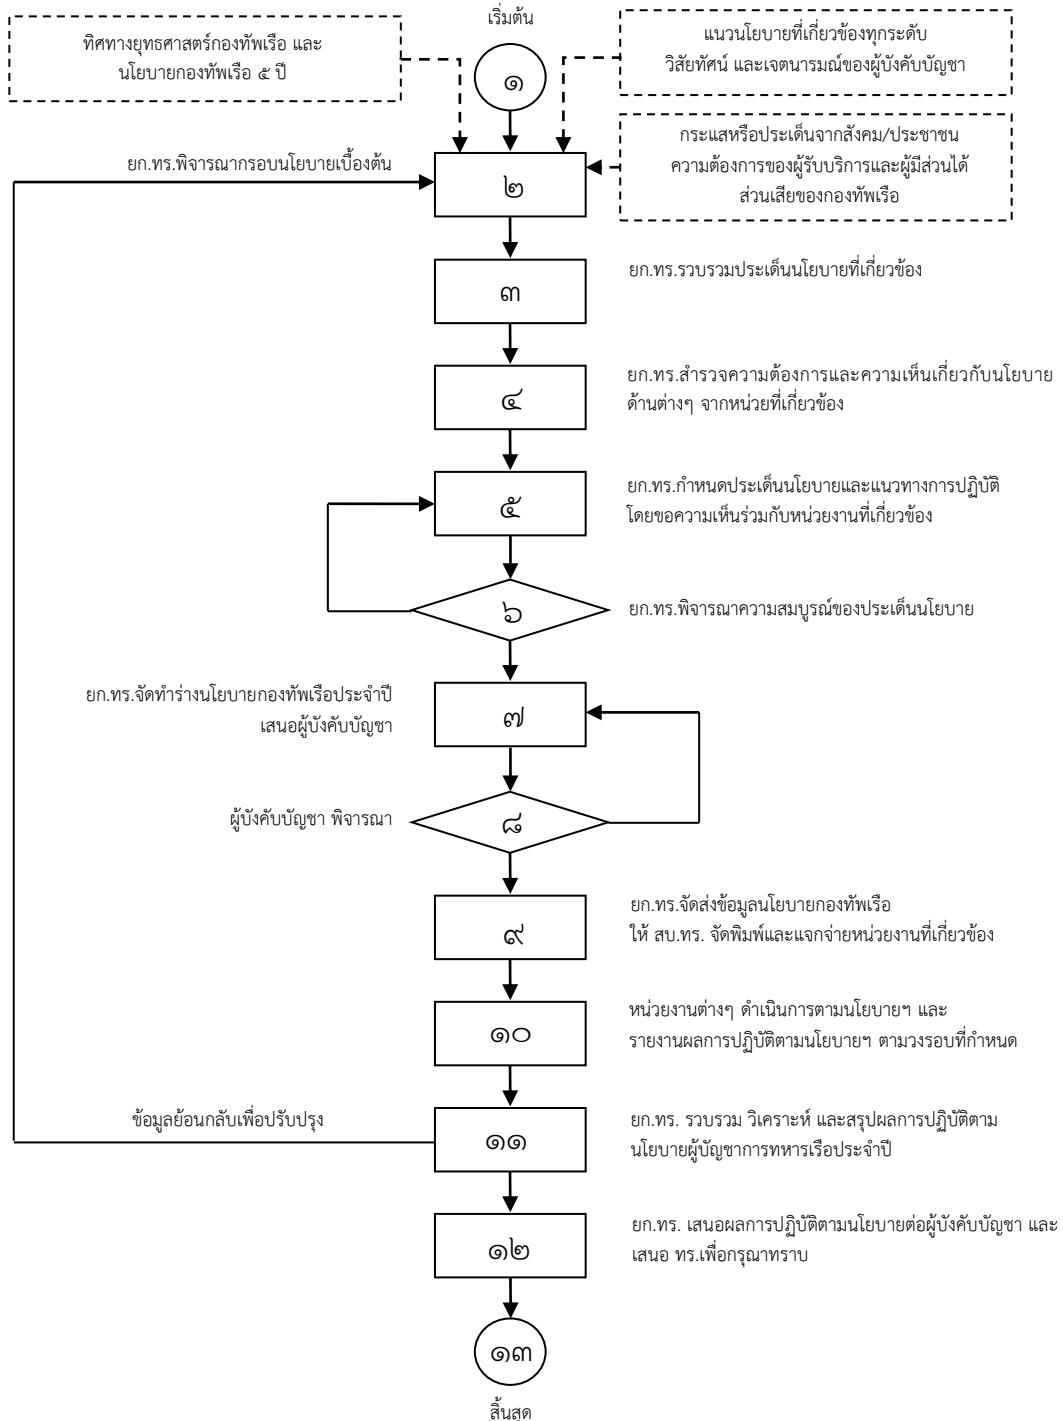 เริ่มต้น
ทิศทางยุทธศาสตร์กองทัพเรือ และ
นโยบายกองทัพเรือ ๕ ปี
๑
แนวนโยบายที่เกี่ยวข้องทุกระดับ
วิสัยทัศน์ และเจตนารมณ์ของผู้บังคับบัญชา
กระแสหรือประเด็นจากสังคม/ประชาชน
ความต้องการของผู้รับบริการและผู้มีส่วนได้
ส่วนเสียของกองทัพเรือ
ยก.ทร.พิจารณากรอบนโยบายเบื้องต้น
๒
๓
ยก.ทร.รวบรวมประเด็นนโยบายที่เกี่ยวข้อง
๔
ยก.ทร.สำรวจความต้องการและความเห็นเกี่ยวกับนโยบาย
ด้านต่างๆ จากหน่วยที่เกี่ยวข้อง
๕
ยก.ทร.กำหนดประเด็นนโยบายและแนวทางการปฏิบัติ
โดยขอความเห็นร่วมกับหน่วยงานที่เกี่ยวข้อง
๖
ยก.ทร.พิจารณาความสมบูรณ์ของประเด็นนโยบาย
ยก.ทร.จัดทำร่างนโยบายกองทัพเรือประจำปี
เสนอผู้บังคับบัญชา
๗
ผู้บังคับบัญชา พิจารณา
๘
๙
ยก.ทร.จัดส่งข้อมูลนโยบายกองทัพเรือ
ให้ สบ.ทร. จัดพิมพ์และแจกจ่ายหน่วยงานที่เกี่ยวข้อง
๑๐
หน่วยงานต่างๆ ดำเนินการตามนโยบายฯ และ
รายงานผลการปฏิบัติตามนโยบายฯ ตามวงรอบที่กำหนด
ข้อมูลย้อนกลับเพื่อปรับปรุง
๑๑
ยก.ทร. รวบรวม วิเคราะห์ และสรุปผลการปฏิบัติตาม
นโยบายผู้บัญชาการทหารเรือประจำปี
๑๒
ยก.ทร. เสนอผลการปฏิบัติตามนโยบายต่อผู้บังคับบัญชา และ
เสนอ ทร.เพื่อกรุณาทราบ
๑๓
สิ้นสุด